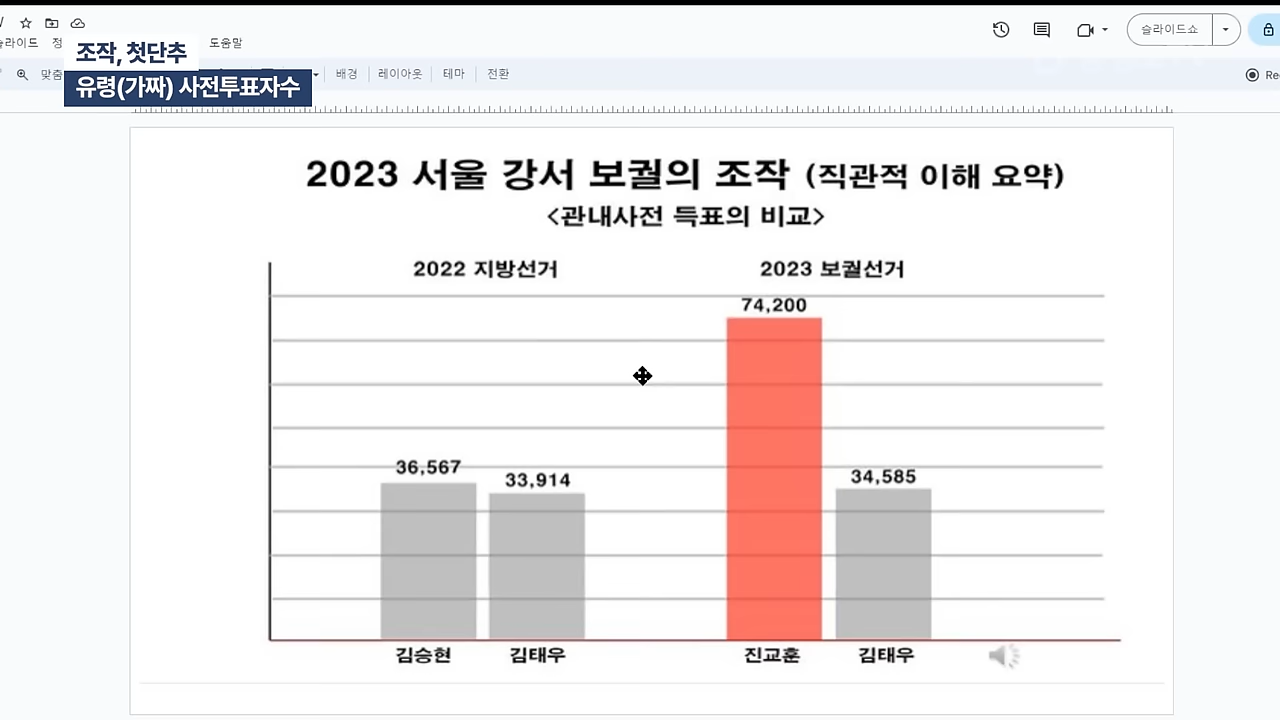 슬라이드쇼
조작, 첫단추
도움말
유령(가짜) 사전투표자수
배경
레이아웃
테마
전환
2023 서울 강서 보궐의 조작 (직관적 이해 요약)
<관내사전 득표의 비교>
2022 지방선거
2023 보궐선거
74,200
36,567
33,914
34,585
김승현
김태우
진교훈
김태우